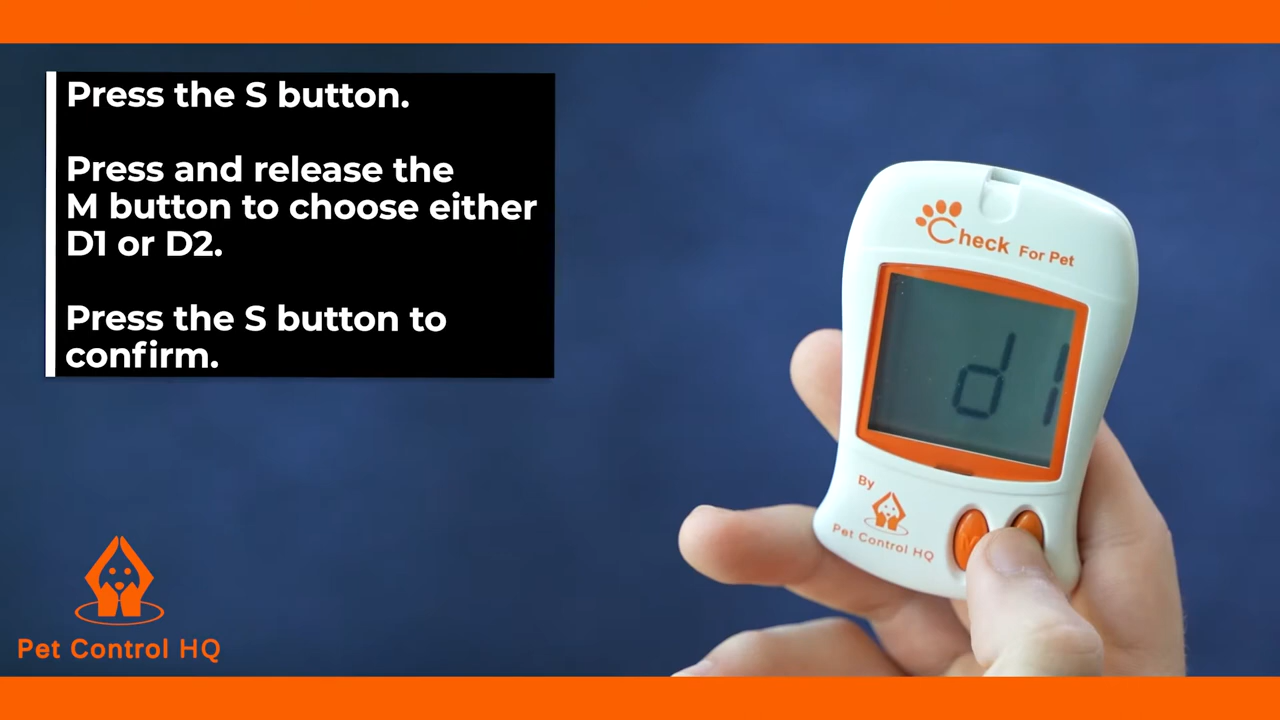 Press the S button.
Press and release the
M button to choose either
D1 or D2.
Press the S button to
confirm.
Check For Pet
d1
By
Pet Control HQ
M
Pet Control HQ